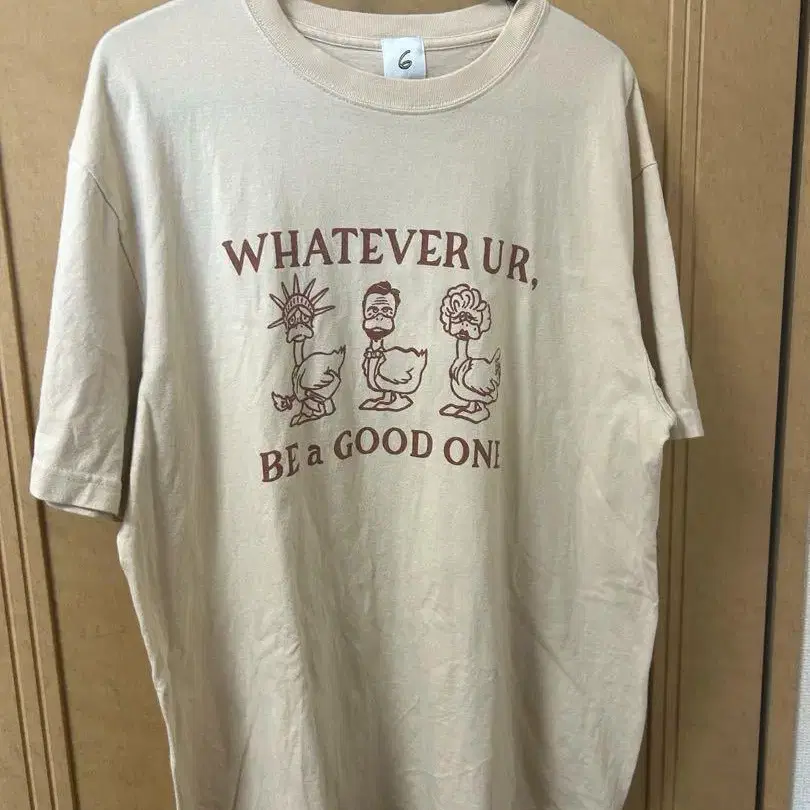 6
WHATEVER UR,
BE a GOOD ONE